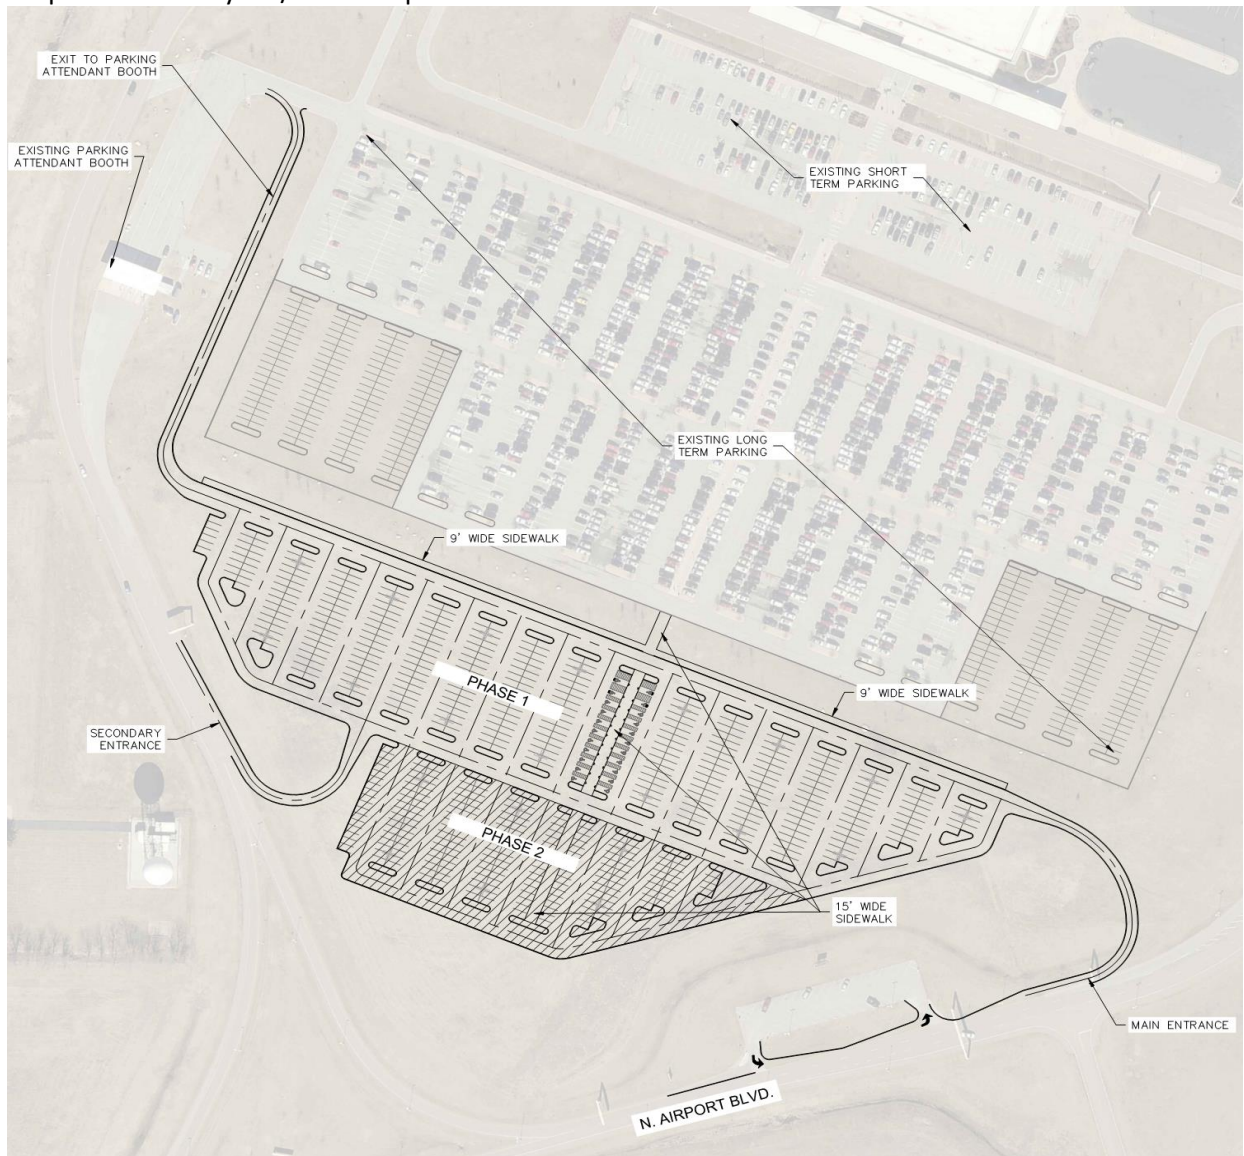 EXIT TO PARKING
ATTENDANT BOOTH
EXISTING PARKING
ATTENDANT BOOTH
EXISTING SHORT
TERM PARKING
EXISTING LONG
TERM PARKING
9' WIDE SIDEWALK
PHASE 1
9' WIDE SIDEWALK
SECONDARY
ENTRANCE
PHASE 2
15' WIDE
SIDEWALK
MAIN ENTRANCE
N. AIRPORT BLVD.